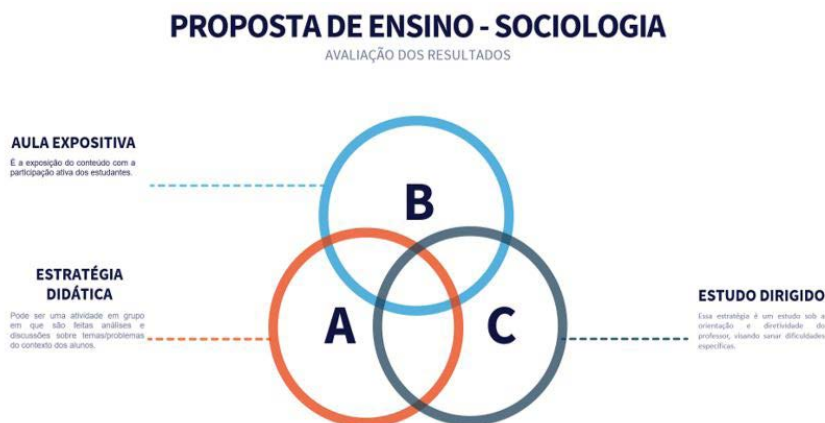 PROPOSTA DE ENSINO - SOCIOLOGIA
AVALIAÇÃO DOS RESULTADOS
AULA EXPOSITIVA
É a exposição do conteúdo com a
participação ativa dos estudantes.
B
ESTRATÉGIA
DIDÁTICA
Pode ser uma atividade em grupo
em que são feitas análises e
discussões sobre temas/problemas
do contexto dos alunos.
A
C
ESTUDO DIRIGIDO
Essa estratégia é um estudo sob a
orientação e diretividade do
professor, visando sanar dificuldades
específicas.